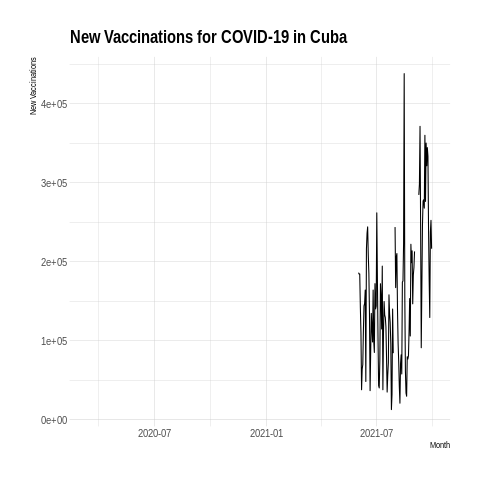 New Vaccinations for COVID-19 in Cuba
New Vaccinations
4e+05
3e+05
2e+05
1e+05
0e+00
2020-07 2021-01 2021-07
Month